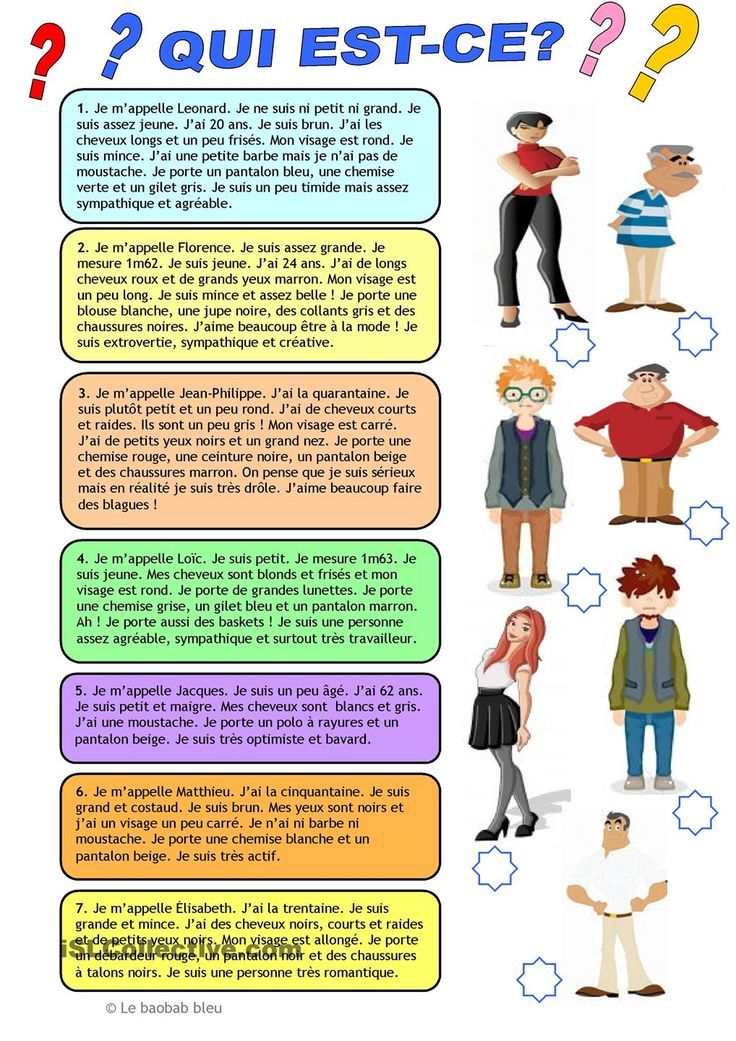 ? ? QUI EST-CE? ? ?
1. Je m’appelle Leonard. Je ne suis ni petit ni grand. Je
suis assez jeune. J’ai 20 ans. Je suis brun. J’ai les
cheveux longs et un peu frisés. Mon visage est rond. Je
suis mince. J’ai une petite barbe mais je n’ai pas de
moustache. Je porte un pantalon bleu, une chemise
verte et un gilet gris. Je suis un peu timide mais assez
sympathique et agréable.
2. Je m’appelle Florence. Je suis assez grande. Je
mesure 1m62. Je suis jeune. J’ai 24 ans. J’ai de longs
cheveux roux et de grands yeux marron. Mon visage est
un peu long. Je suis mince et assez belle ! Je porte une
blouse blanche, une jupe noire, des collants gris et des
chaussures noires. J’aime beaucoup être à la mode ! Je
suis extrovertie, sympathique et créative.
3. Je m’appelle Jean-Philippe. J’ai la quarantaine. Je
suis plutôt petit et un peu rond. J’ai de cheveux courts
et raides. Ils sont un peu gris ! Mon visage est carré.
J’ai de petits yeux noirs et un grand nez. Je porte une
chemise rouge, une ceinture noire, un pantalon beige
et des chaussures marron. On pense que je suis sérieux
mais en réalité je suis très drôle. J’aime beaucoup faire
des blagues !
4. Je m’appelle Loïc. Je suis petit. Je mesure 1m63. Je
suis jeune. Mes cheveux sont blonds et frisés et mon
visage est rond. Je porte de grandes lunettes. Je porte
une chemise grise, un gilet bleu et un pantalon marron.
Ah ! Je porte aussi des baskets ! Je suis une personne
assez agréable, sympathique et surtout très travailleur.
5. Je m’appelle Jacques. Je suis un peu âgé. J’ai 62 ans.
Je suis petit et maigre. Mes cheveux sont blancs et gris.
J’ai une moustache. Je porte un polo à rayures et un
pantalon beige. Je suis très optimiste et bavard.
6. Je m’appelle Matthieu. J’ai la cinquantaine. Je suis
grand et costaud. Je suis brun. Mes yeux sont noirs et
j’ai un visage un peu carré. Je n’ai ni barbe ni
moustache. Je porte une chemise blanche et un
pantalon beige. Je suis très actif.
7. Je m’appelle Élisabeth. J’ai la trentaine. Je suis
grande et mince. J’ai des cheveux noirs, courts et raides
et de petits yeux noirs. Mon visage est allongé. Je porte
un débardeur rouge, un pantalon noir et des chaussures
à talons noirs. Je suis une personne très romantique.
iSLCollective.com
© Le baobab bleu